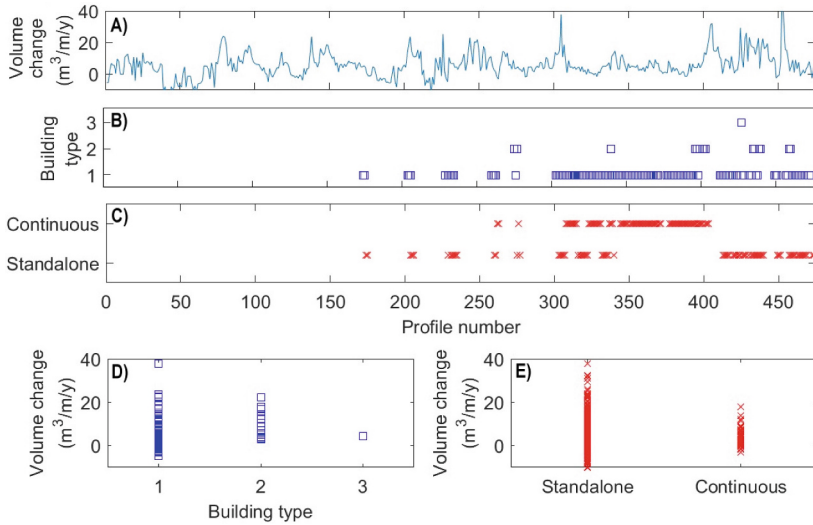 A)
Volume
change
(m³/m/y)
40
20
0
B)
Building
type
3
2
1
C)
Continuous
Standalone
0 50 100 150 200 250 300 350 400 450
Profile number
D)
Volume change
(m³/m/y)
40
20
0
1 2 3
Building type
E)
Volume change
(m³/m/y)
40
20
0
Standalone Continuous